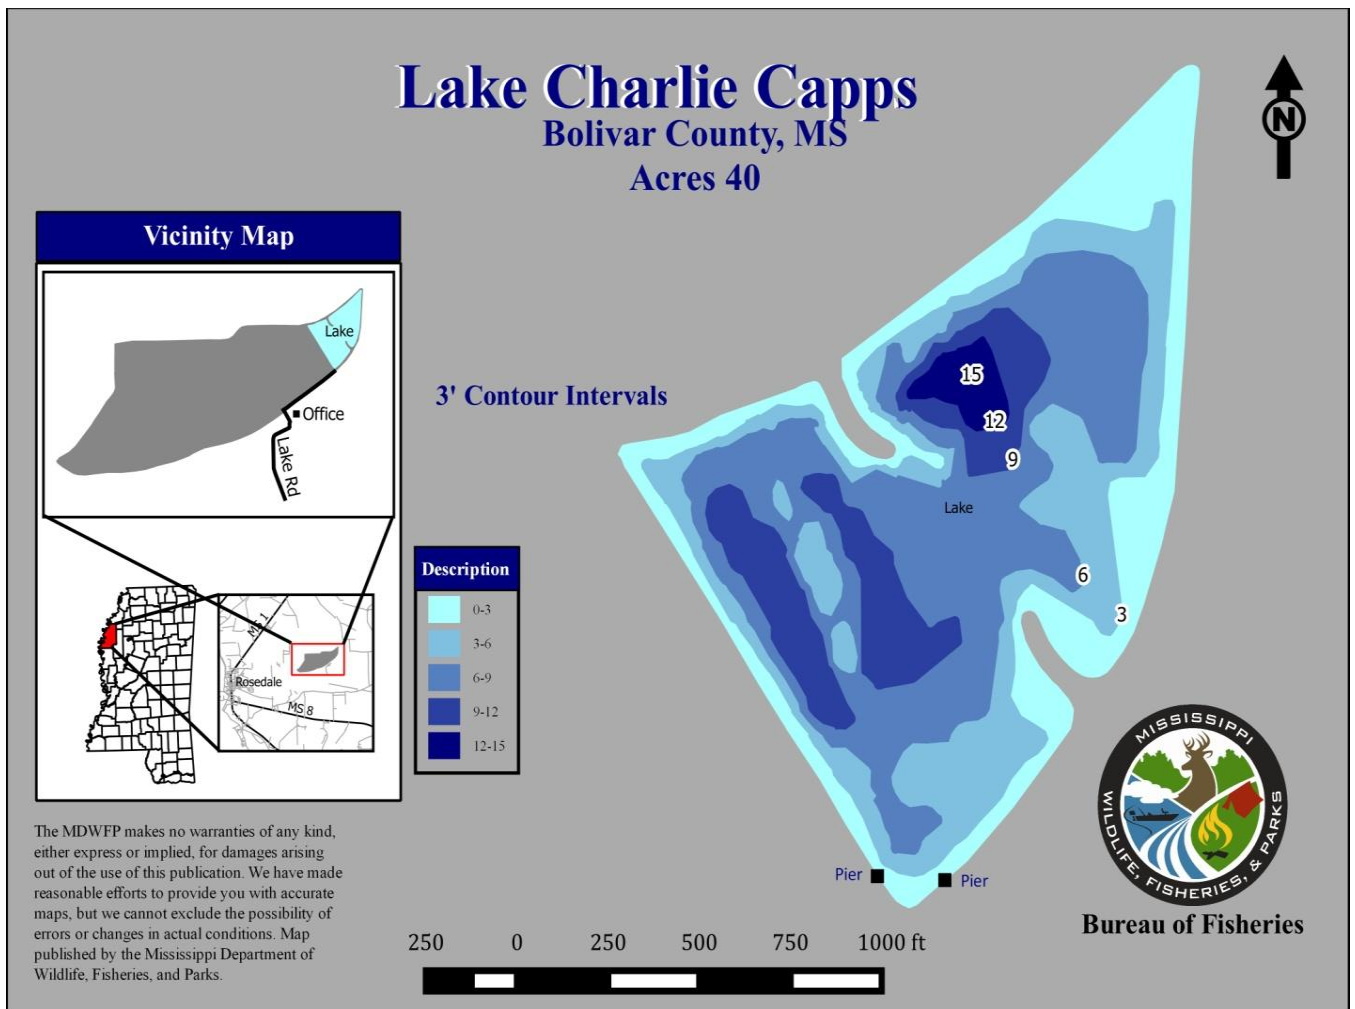 Lake Charlie Capps
Bolivar County, MS
Acres 40
N
Vicinity Map
Lake
Office
Lake Rd
MS 1
Rosedale
MS 8
3' Contour Intervals
Description
0-3
3-6
6-9
9-12
12-15
15
12
9
Lake
6
3
Pier
Pier
MISSISSIPPI
WILDLIFE, FISHERIES, & PARKS
Bureau of Fisheries
The MDWFP makes no warranties of any kind,
either express or implied, for damages arising
out of the use of this publication. We have made
reasonable efforts to provide you with accurate
maps, but we cannot exclude the possibility of
errors or changes in actual conditions. Map
published by the Mississippi Department of
Wildlife, Fisheries, and Parks.
250 0 250 500 750 1000 ft